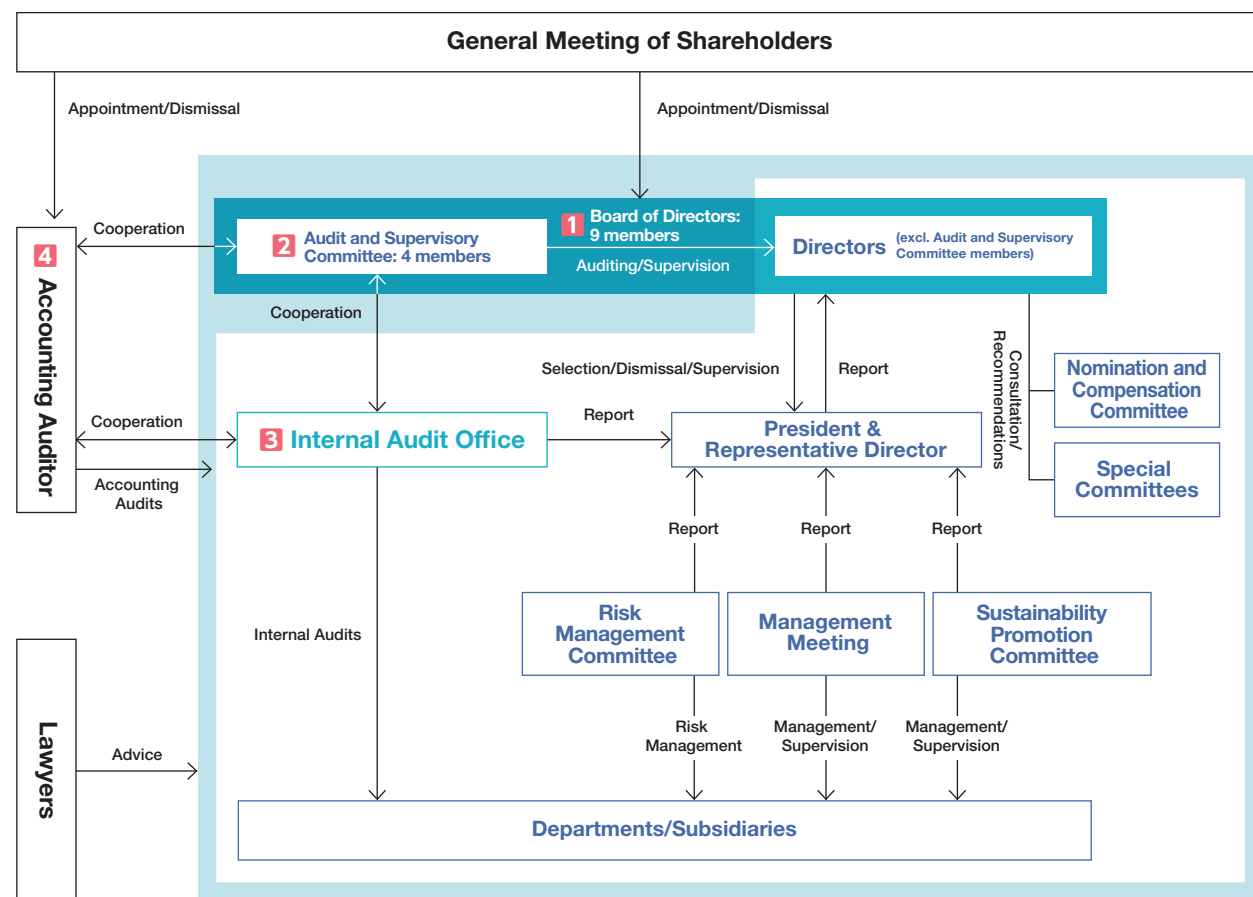 General Meeting of Shareholders
Appointment/Dismissal
Appointment/Dismissal
4 Accounting Auditor
Cooperation
2 Audit and Supervisory
Committee: 4 members
1 Board of Directors:
9 members
Auditing/Supervision
Directors (excl. Audit and Supervisory
Committee members)
Cooperation
Selection/Dismissal/Supervision
Report
Consultation/
Recommendations
Nomination and
Compensation
Committee
Special
Committees
Cooperation
3 Internal Audit Office
Report
President &
Representative Director
Accounting
Audits
Report
Report
Report
Internal Audits
Risk
Management
Committee
Management
Meeting
Sustainability
Promotion
Committee
Risk
Management
Management/
Supervision
Management/
Supervision
Lawyers
Advice
Departments/Subsidiaries